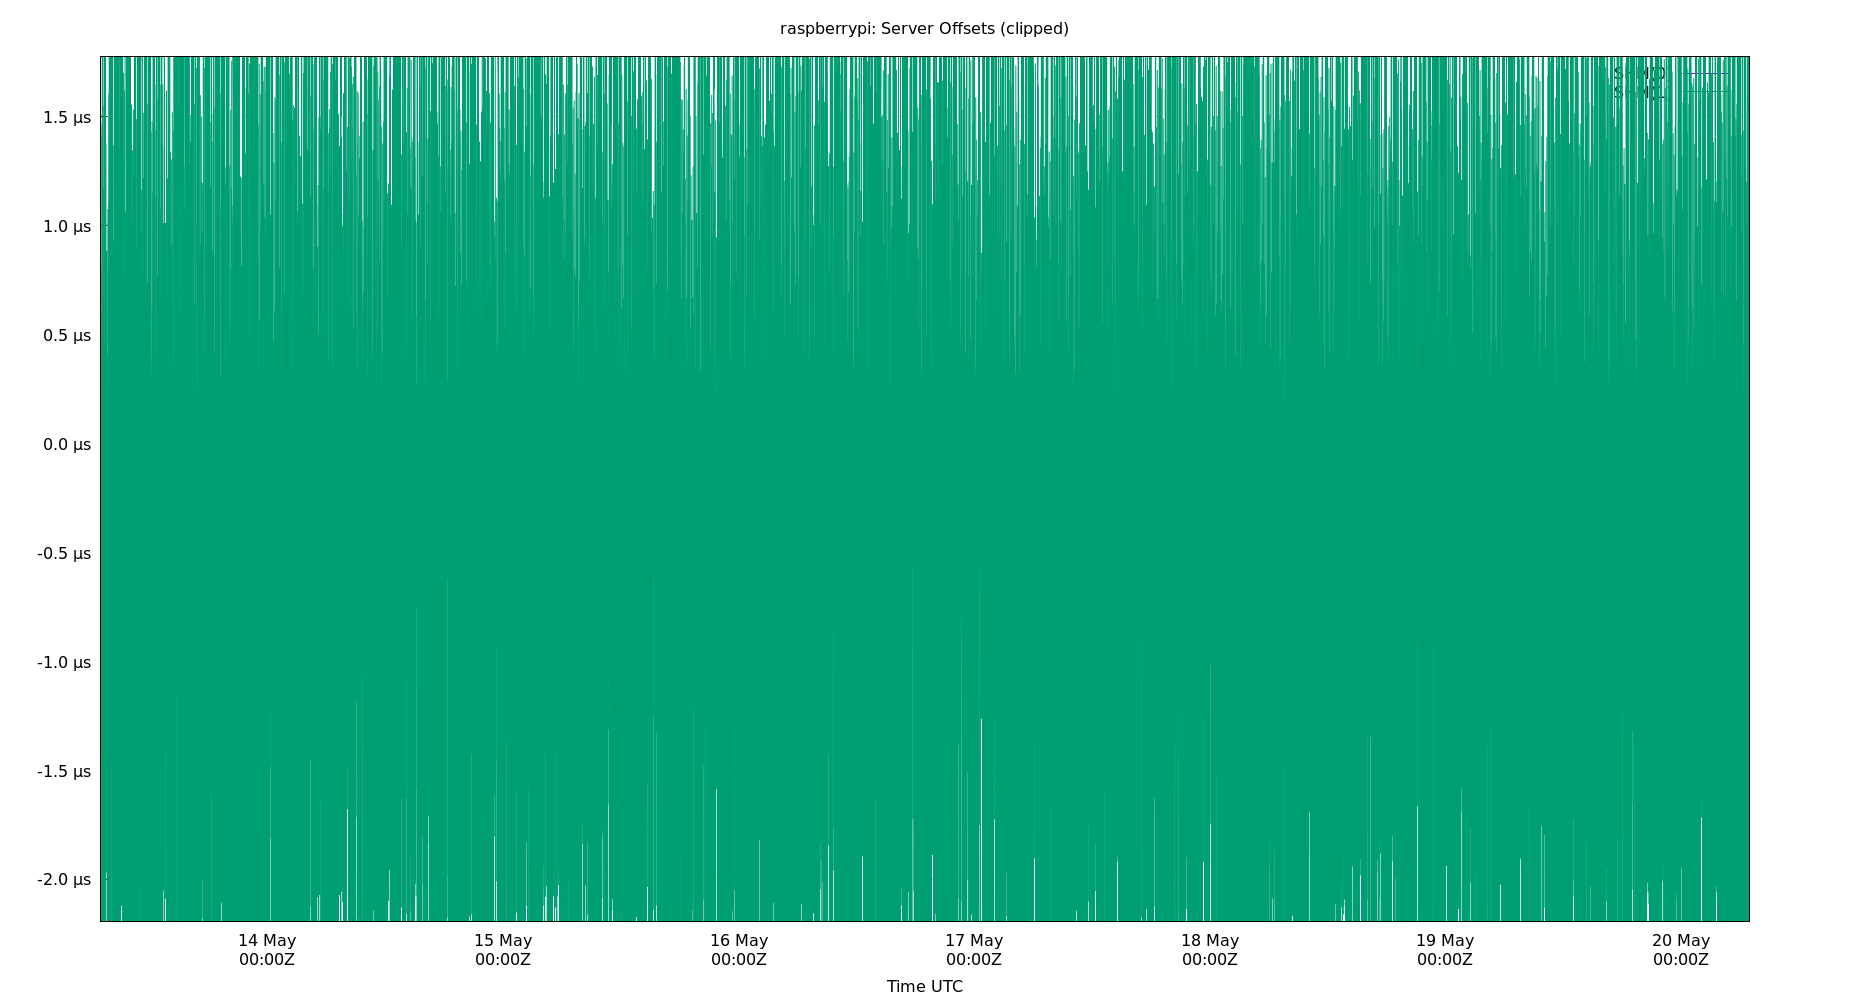 raspberrypi: Server Offsets (clipped)
1.5 µs
1.0 µs
0.5 µs
0.0 µs
-0.5 µs
-1.0 µs
-1.5 µs
-2.0 µs
14 May 15 May 16 May 17 May 18 May 19 May 20 May
00:00Z 00:00Z 00:00Z 00:00Z 00:00Z 00:00Z 00:00Z
Time UTC